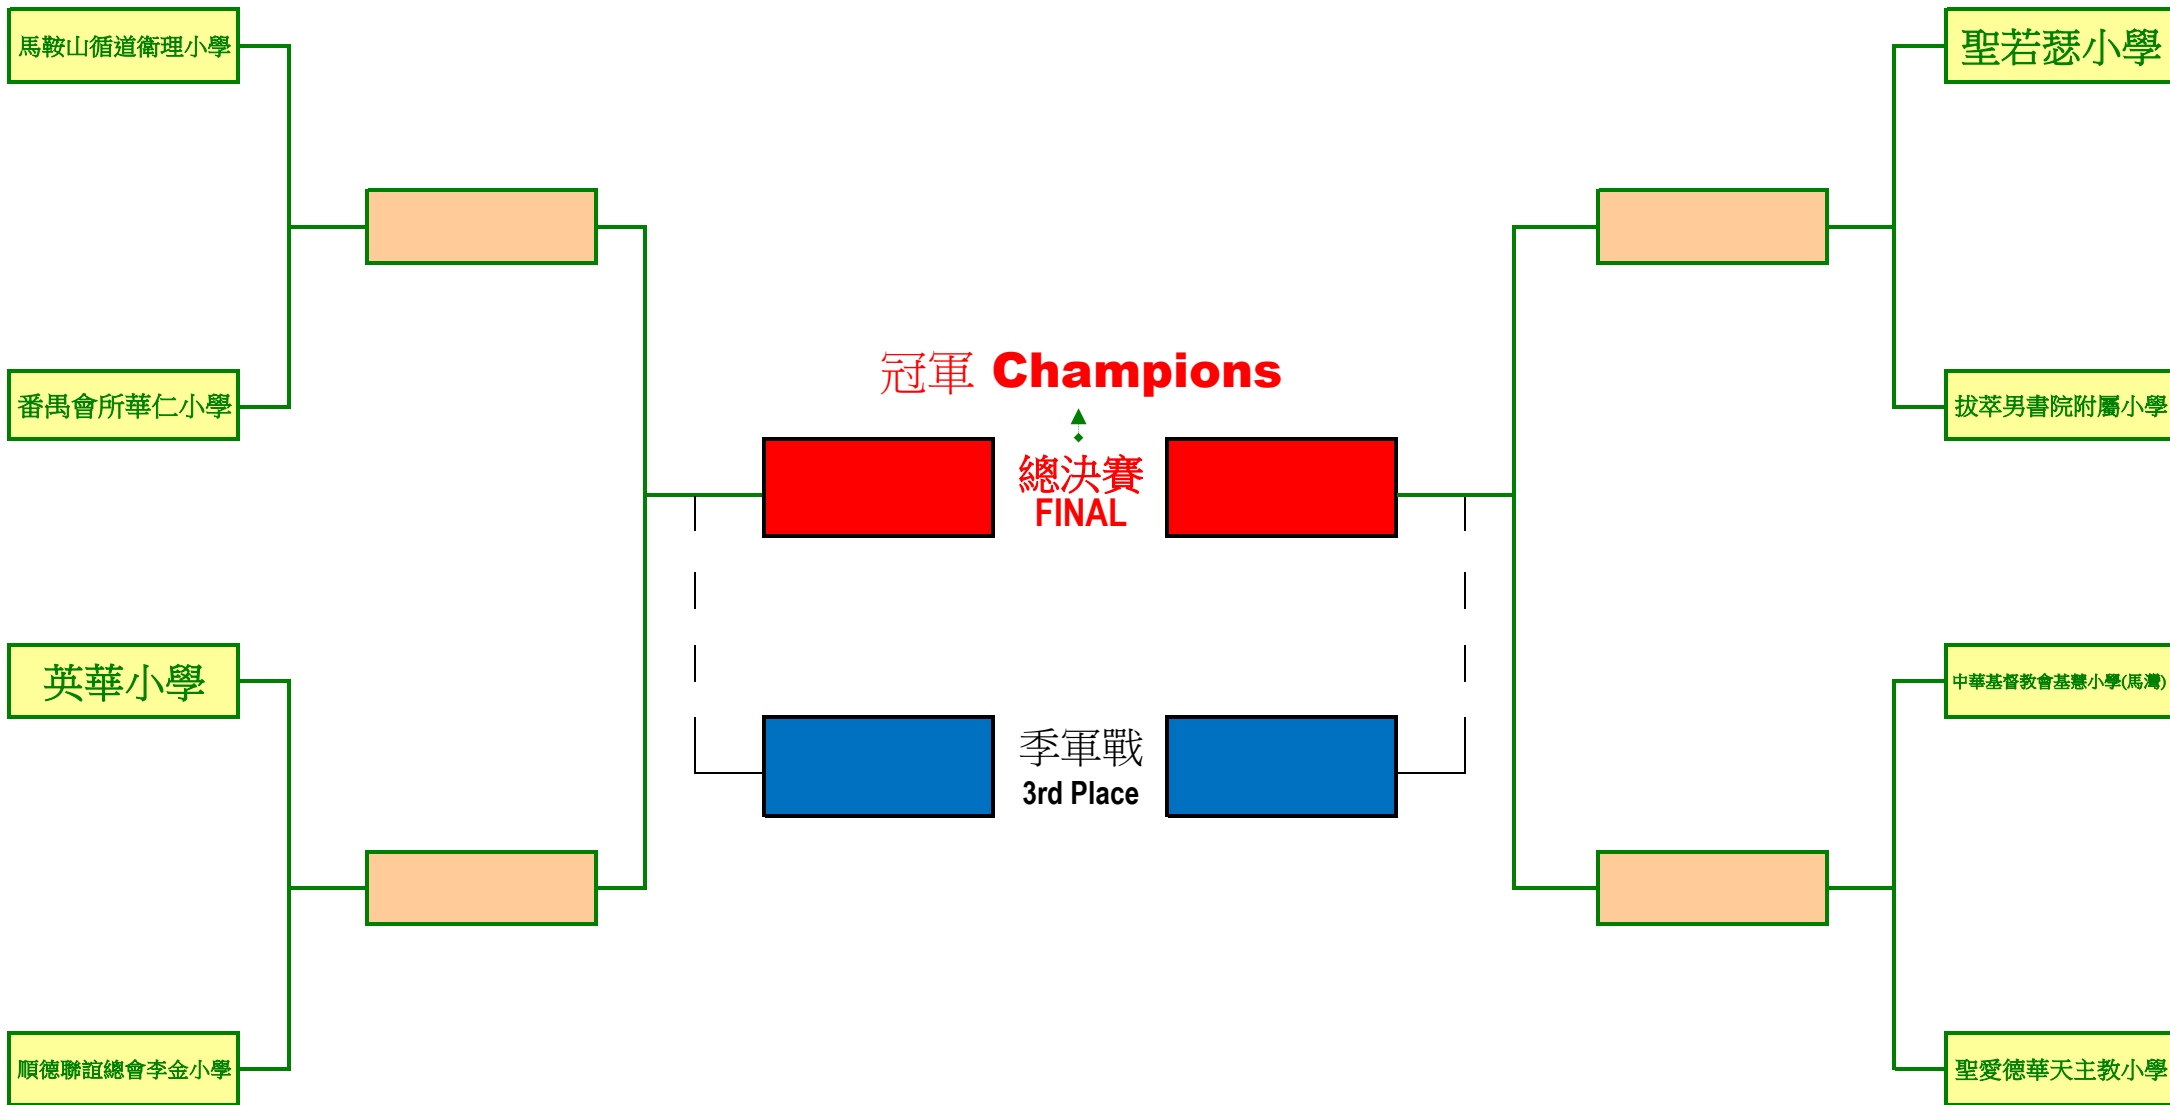 馬鞍山循道衛理小學
聖若瑟小學
番禺會所華仁小學
拔萃男書院附屬小學
冠軍 Champions
總決賽
FINAL
英華小學
中華基督教會基慧小學(馬灣)
季軍戰
3rd Place
順德聯誼總會李金小學
聖愛德華天主教小學